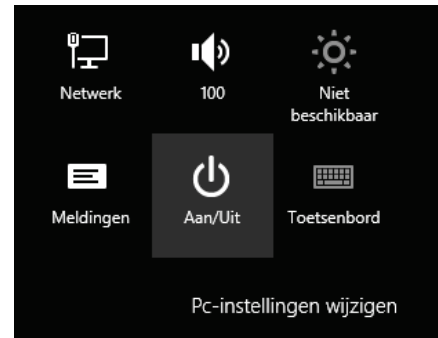 Netwerk
100
Niet
beschikbaar
Meldingen
Aan/Uit
Toetsenbord
Pc-instellingen wijzigen